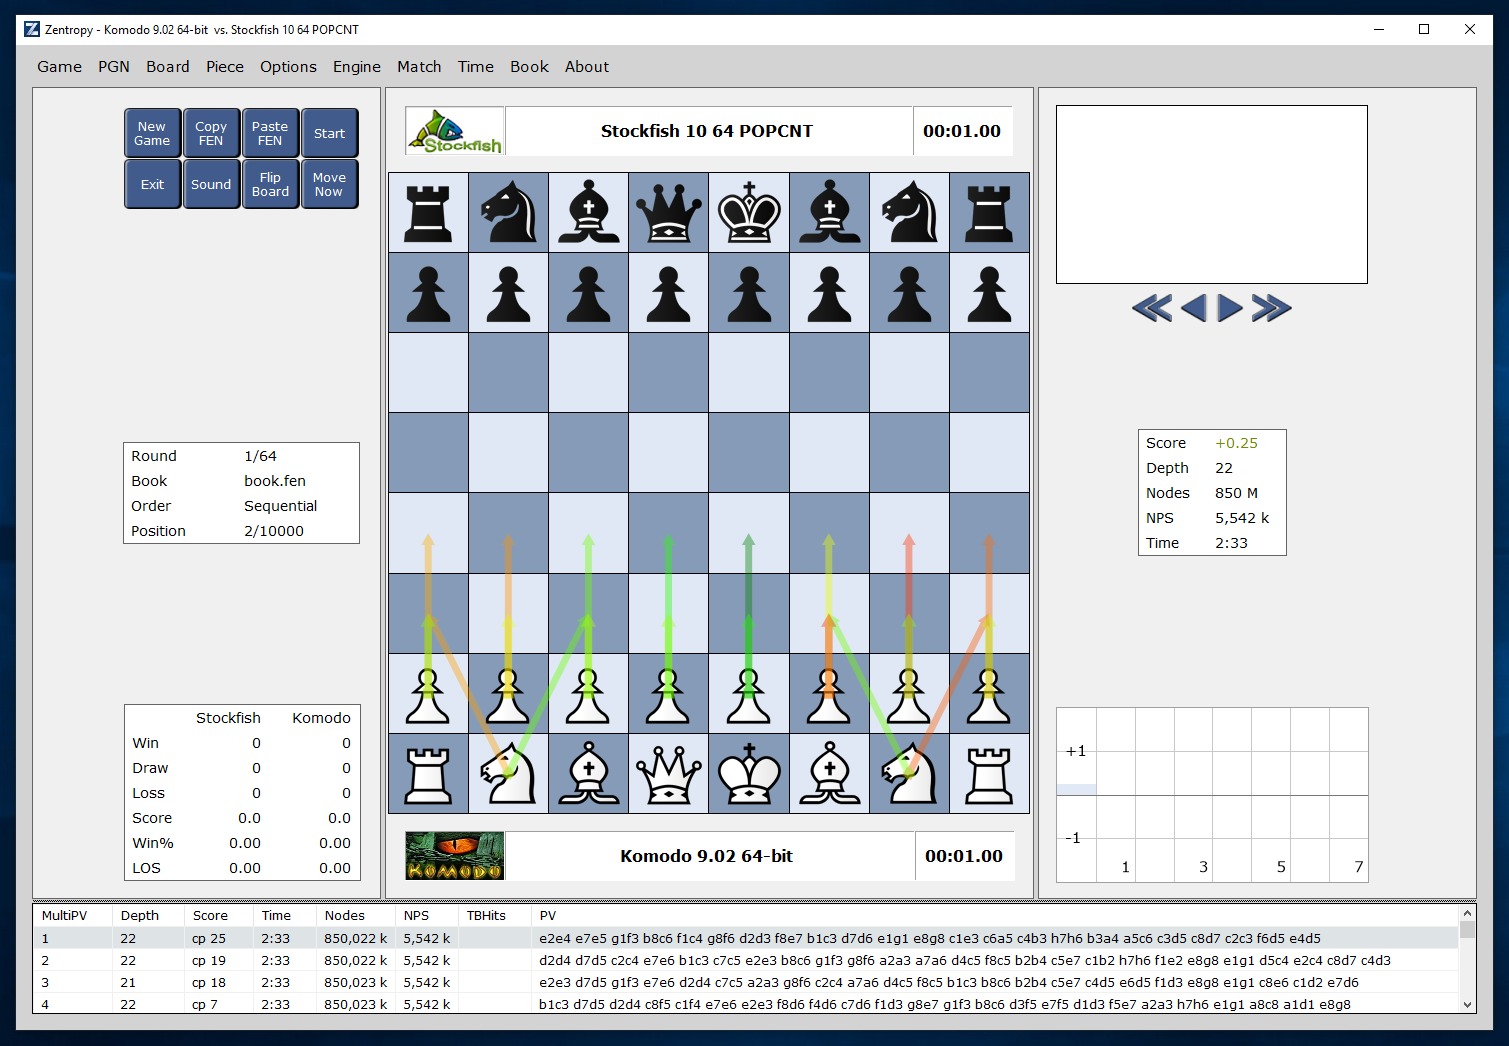 Zentropy - Komodo 9.02 64-bit  vs. Stockfish 10 64 POPCNT
Game PGN Board Piece Options Engine Match Time Book About
New Game
Copy FEN
Paste FEN
Start
Exit
Sound
Flip Board
Move Now
Stockfish
Stockfish 10 64 POPCNT
00:01.00
Round 1/64
Book book.fen
Order Sequential
Position 2/10000
Stockfish Komodo
Win 0 0
Draw 0 0
Loss 0 0
Score 0.0 0.0
Win% 0.00 0.00
LOS 0.00 0.00
KOMODO
Komodo 9.02 64-bit
00:01.00
Score +0.25
Depth 22
Nodes 850 M
NPS 5,542 k
Time 2:33
+1
-1
1 3 5 7
MultiPV Depth Score Time Nodes NPS TBHits PV
1 22 cp 25 2:33 850,022 k 5,542 k e2e4 e7e5 g1f3 b8c6 f1c4 g8f6 d2d3 f8e7 b1c3 d7d6 e1g1 e8g8 c1e3 c6a5 c4b3 h7h6 b3a4 a5c6 c3d5 c8d7 c2c3 f6d5 e4d5
2 22 cp 19 2:33 850,022 k 5,542 k d2d4 d7d5 c2c4 e7e6 b1c3 c7c5 e2e3 b8c6 g1f3 g8f6 a2a3 a7a6 d4c5 f8c5 b2b4 c5e7 c1b2 h7h6 f1e2 e8g8 e1g1 d5c4 e2c4 c8d7 c4d3
3 21 cp 18 2:33 850,023 k 5,542 k e2e3 d7d5 g1f3 e7e6 d2d4 c7c5 a2a3 g8f6 c2c4 a7a6 d4c5 f8c5 b1c3 b8c6 b2b4 c5e7 c4d5 e6d5 f1d3 e8g8 e1g1 c8e6 c1d2 e7d6
4 22 cp 7 2:33 850,023 k 5,542 k b1c3 d7d5 d2d4 c8f5 c1f4 e7e6 e2e3 f8d6 f4d6 c7d6 f1d3 g8e7 g1f3 b8c6 d3f5 e7f5 d1d3 f5e7 a2a3 h7h6 e1g1 a8c8 a1d1 e8g8